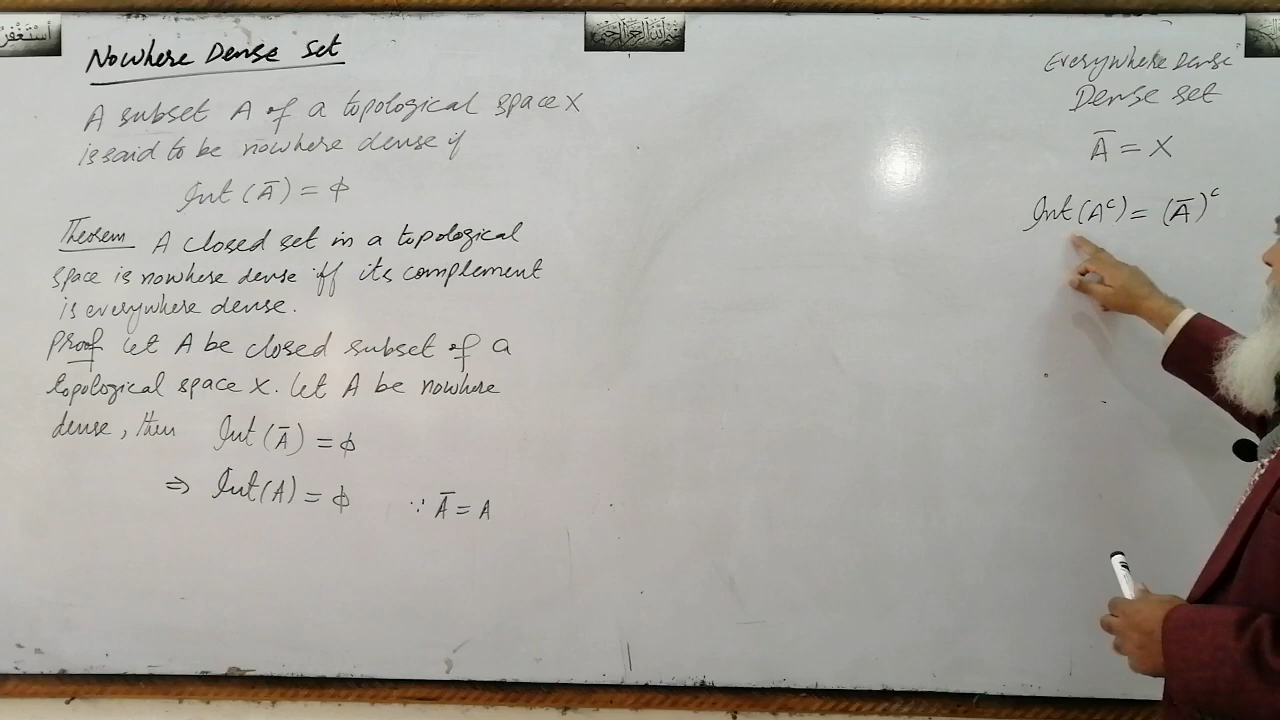 أستغفر
Nowhere Dense Set
A subset A of a topological space X
is said to be nowhere dense if
Int (Ā) = ϕ
Theorem A closed set in a topological
space is nowhere dense iff its complement
is everywhere dense.
Proof Let A be closed subset of a
topological space X. Let A be nowhere
dense, then Int (Ā) = ϕ
⇒ Int(A) = ϕ ∵ Ā = A
Everywhere Dense
Dense set
Ā = X
Int (Aᶜ) = (Ā)ᶜ